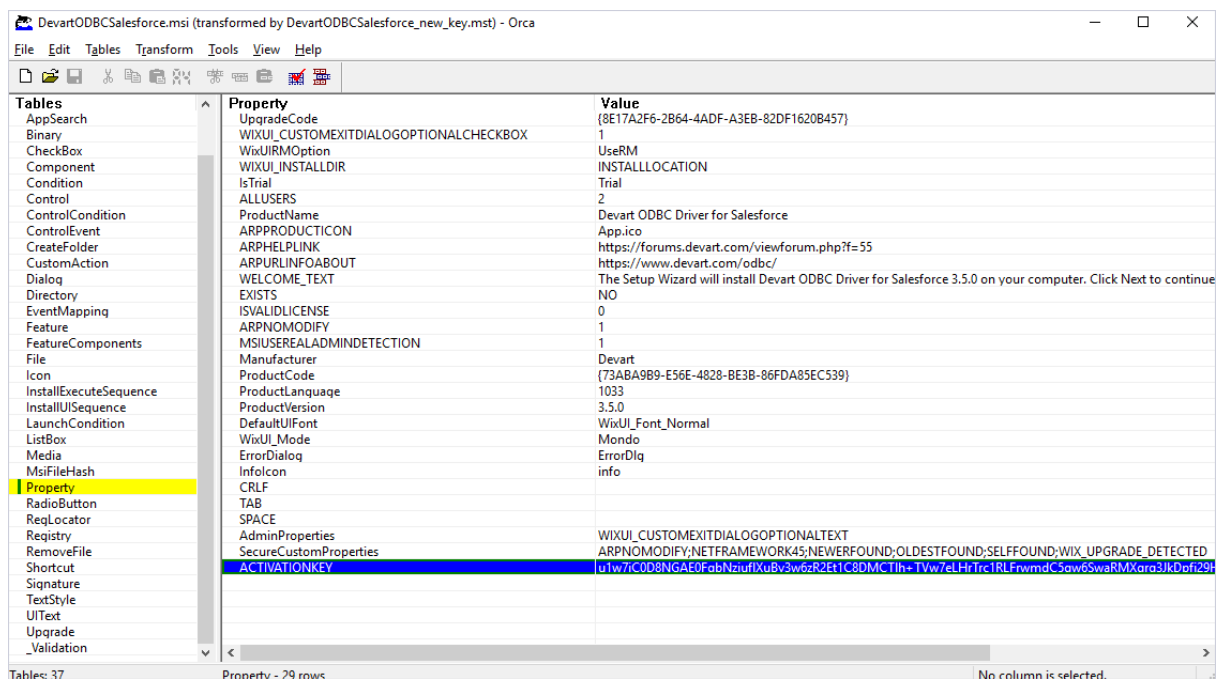 DevartODBCSalesforce.msi (transformed by DevartODBCSalesforce_new_key.mst) - Orca
File Edit Tables Transform Tools View Help
Tables
AppSearch
Binary
CheckBox
Component
Condition
Control
ControlCondition
ControlEvent
CreateFolder
CustomAction
Dialog
Directory
EventMapping
Feature
FeatureComponents
File
Icon
InstallExecuteSequence
InstallUISequence
LaunchCondition
ListBox
Media
MsiFileHash
Property
RadioButton
RegLocator
Registry
RemoveFile
Shortcut
Signature
TextStyle
UIText
Upgrade
_Validation
Property Value
UpgradeCode {8E17A2F6-2B64-4ADF-A3EB-82DF1620B457}
WIXUI_CUSTOMEXITDIALOGOPTIONALCHECKBOX 1
WixUIRMOption UseRM
WIXUI_INSTALLDIR INSTALLLOCATION
IsTrial Trial
ALLUSERS 2
ProductName Devart ODBC Driver for Salesforce
ARPPRODUCTICON App.ico
ARPHELPLINK https://forums.devart.com/viewforum.php?f=55
ARPURLINFOABOUT https://www.devart.com/odbc/
WELCOME_TEXT The Setup Wizard will install Devart ODBC Driver for Salesforce 3.5.0 on your computer. Click Next to continue
EXISTS NO
ISVALIDLICENSE 0
ARPNOMODIFY 1
MSIUSEREALADMINDETECTION 1
Manufacturer Devart
ProductCode {73ABA9B9-E56E-4828-BE3B-86FDA85EC539}
ProductLanguage 1033
ProductVersion 3.5.0
DefaultUIFont WixUI_Font_Normal
WixUI_Mode Mondo
ErrorDialog ErrorDlg
InfoIcon info
CRLF
TAB
SPACE
AdminProperties WIXUI_CUSTOMEXITDIALOGOPTIONALTEXT
SecureCustomProperties ARPNOMODIFY;NETFRAMEWORK45;NEWERFOUND;OLDESTFOUND;SELFFOUND;WIX_UPGRADE_DETECTED
ACTIVATIONKEY
Tables: 37 Property - 29 rows No column is selected.